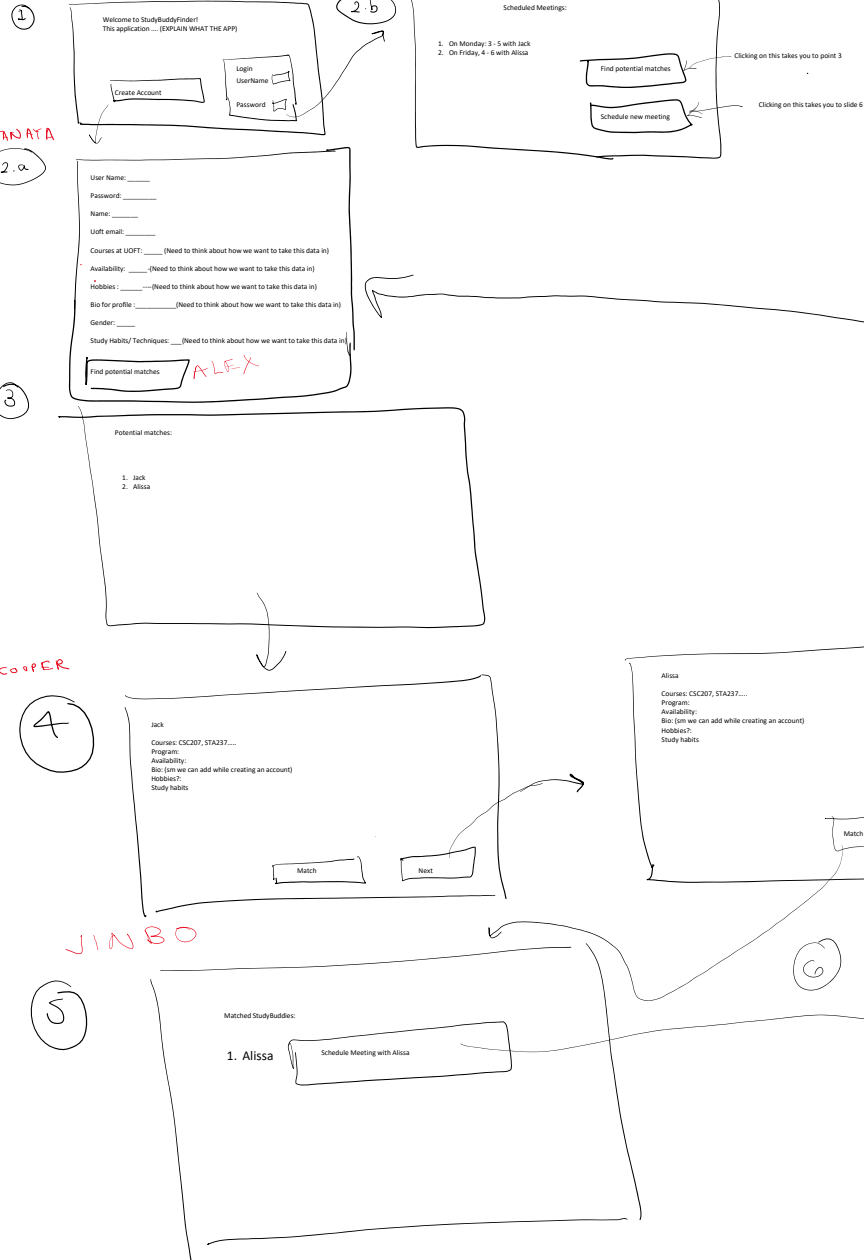 1
Welcome to StudyBuddyFinder!
This application .... (EXPLAIN WHAT THE APP)
Login
UserName
Password
Create Account
2.b
Scheduled Meetings:
1. On Monday: 3 - 5 with Jack
2. On Friday, 4 - 6 with Alissa
Find potential matches
Clicking on this takes you to point 3
Schedule new meeting
Clicking on this takes you to slide 6
ANATA
2.a
User Name: ______
Password: _________
Name: _______
Uoft email: ________
Courses at UOFT: _____ (Need to think about how we want to take this data in)
Availability: _____-(Need to think about how we want to take this data in)
Hobbies : ______----(Need to think about how we want to take this data in)
Bio for profile :___________(Need to think about how we want to take this data in)
Gender: _____
Study Habits/ Techniques: ___(Need to think about how we want to take this data in)
Find potential matches
ALEX
3
Potential matches:
1. Jack
2. Alissa
COOPER
4
Jack
Courses: CSC207, STA237.....
Program:
Availability:
Bio: (sm we can add while creating an account)
Hobbies?:
Study habits
Match
Next
Alissa
Courses: CSC207, STA237.....
Program:
Availability:
Bio: (sm we can add while creating an account)
Hobbies?:
Study habits
Match
JINBO
5
Matched StudyBuddies:
1. Alissa
Schedule Meeting with Alissa
6